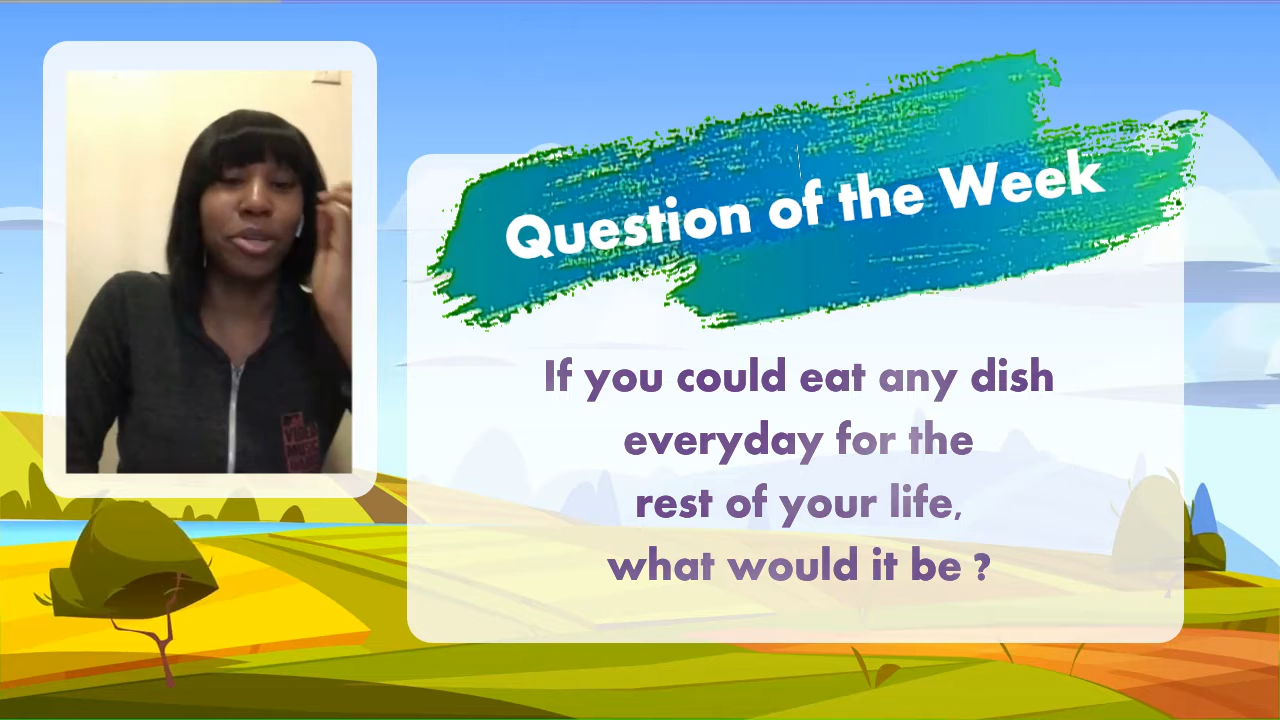 Question of the Week
If you could eat any dish
everyday for the
rest of your life,
what would it be ?